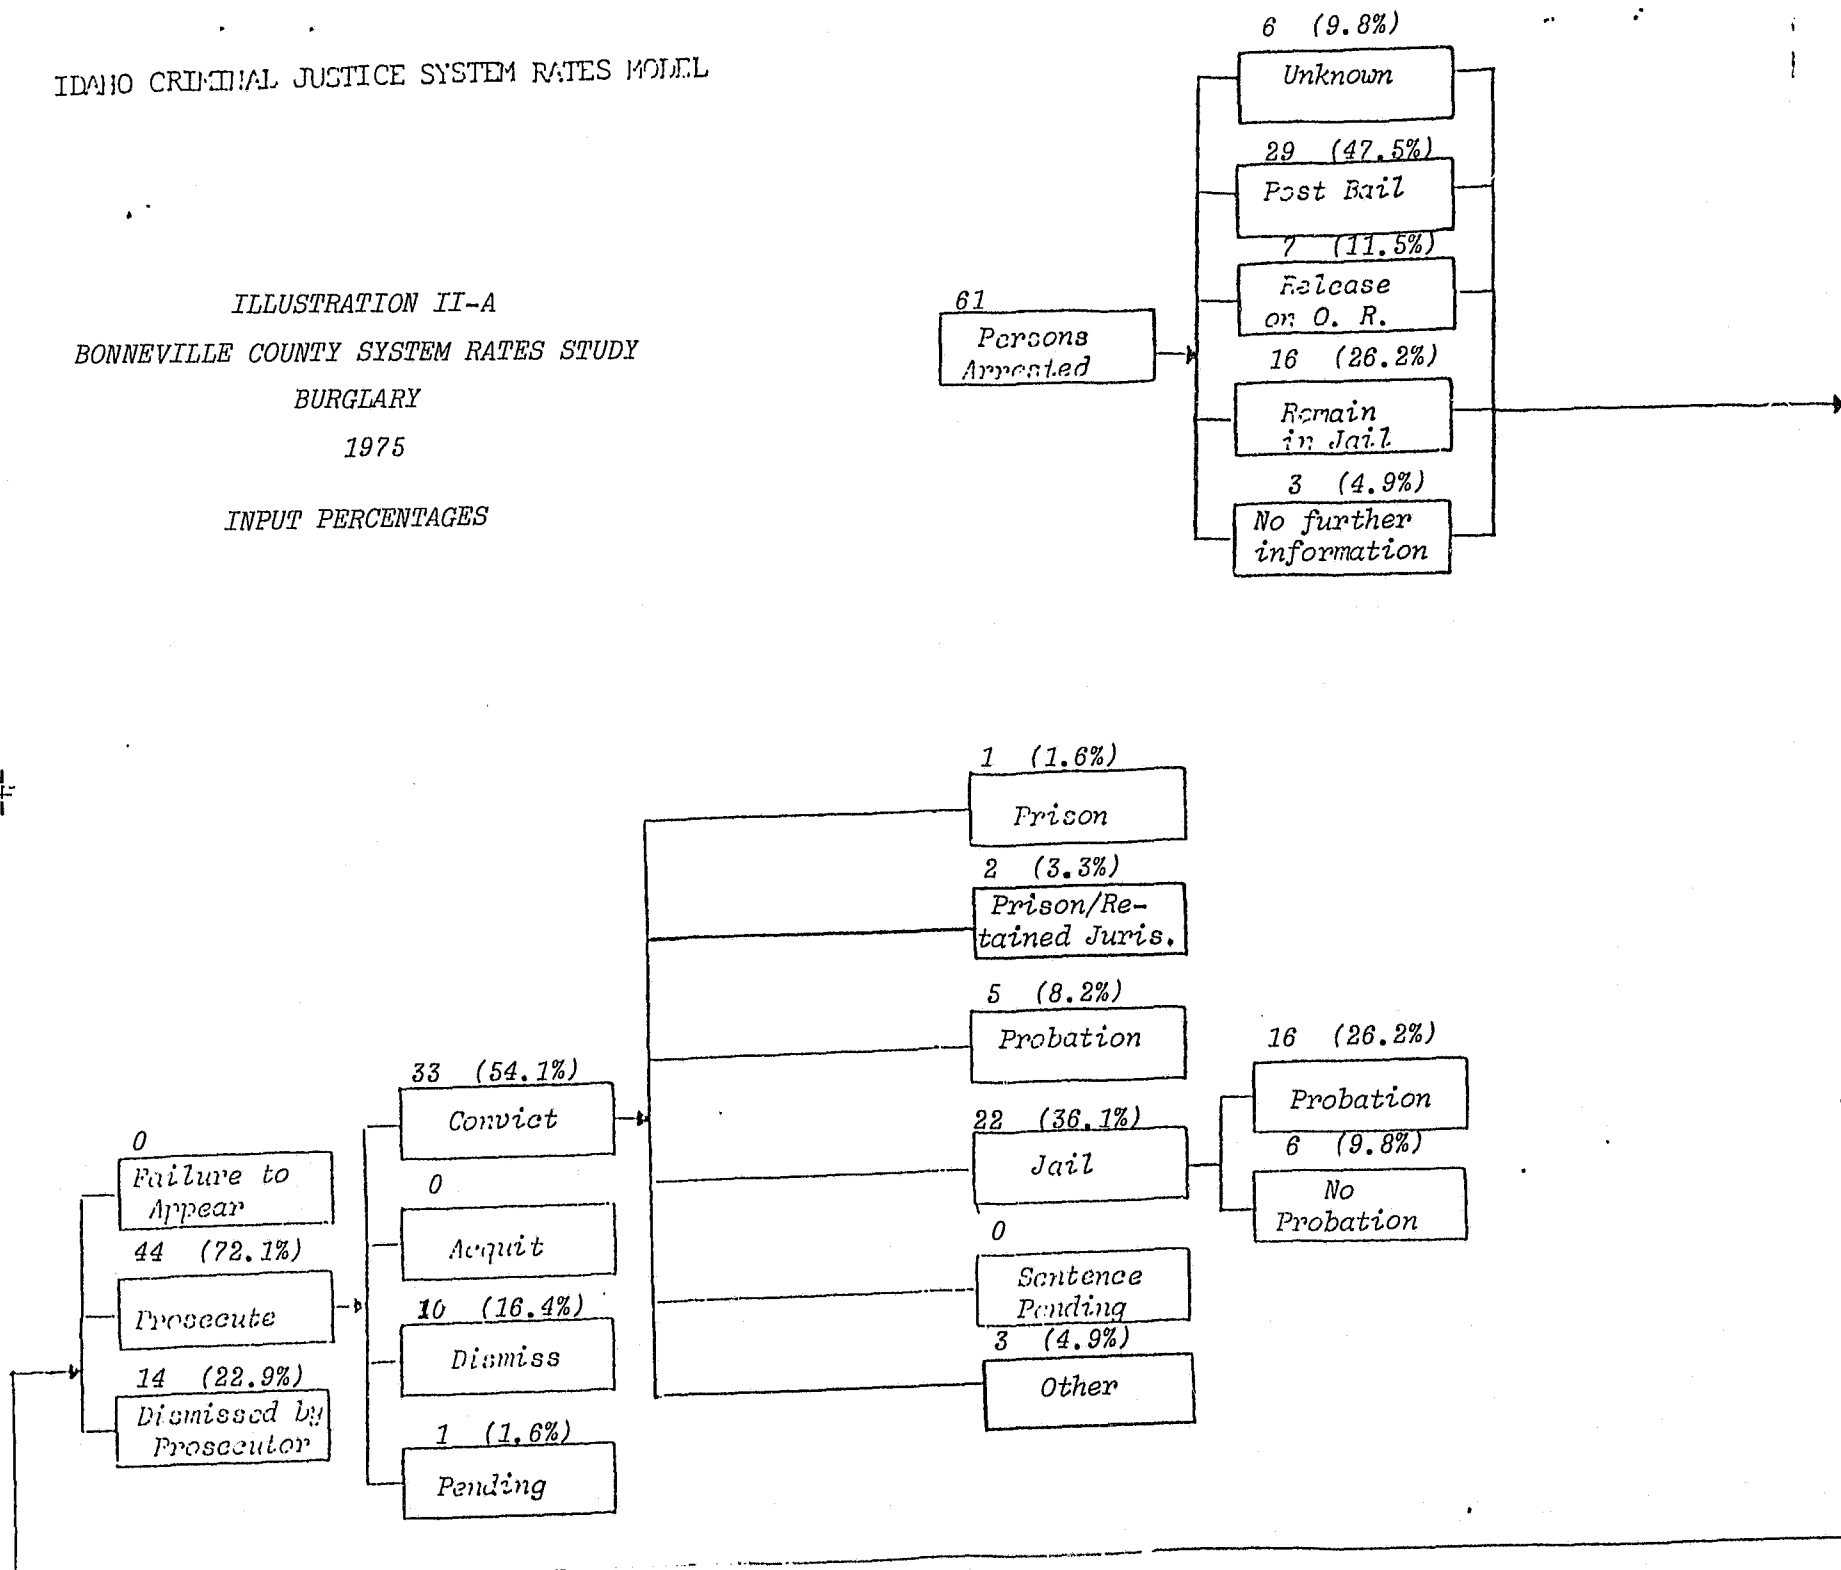 IDAHO CRIMINAL JUSTICE SYSTEM RATES MODEL
ILLUSTRATION II-A
BONNEVILLE COUNTY SYSTEM RATES STUDY
BURGLARY
1975
INPUT PERCENTAGES
61
Persons
Arrested
6 (9.8%)
Unknown
29 (47.5%)
Post Bail
7 (11.5%)
Release
on O. R.
16 (26.2%)
Remain
in Jail
3 (4.9%)
No further
information
0
Failure to
Appear
44 (72.1%)
Prosecute
14 (22.9%)
Dismissed by
Prosecutor
33 (54.1%)
Convict
0
Acquit
10 (16.4%)
Dismiss
1 (1.6%)
Pending
1 (1.6%)
Prison
2 (3.3%)
Prison/Re-
tained Juris.
5 (8.2%)
Probation
22 (36.1%)
Jail
0
Sentence
Pending
3 (4.9%)
Other
16 (26.2%)
Probation
6 (9.8%)
No
Probation